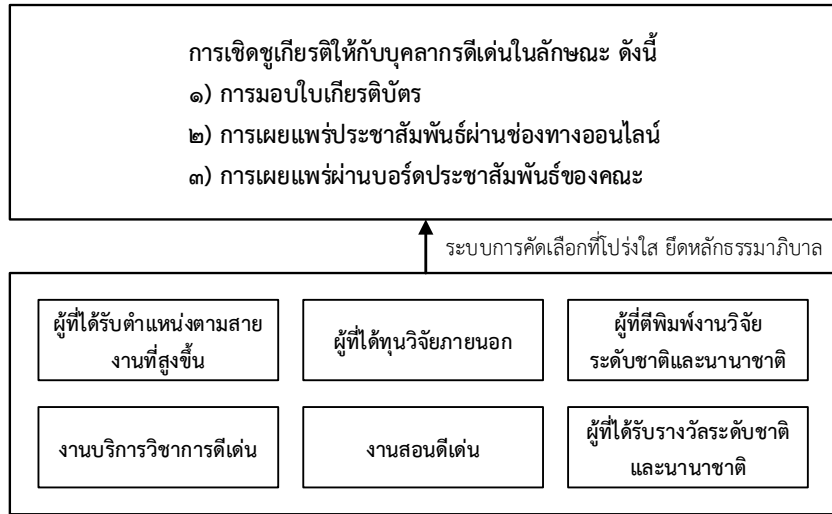 การเชิดชูเกียรติให้กับบุคลากรดีเด่นในลักษณะ ดังนี้
๑) การมอบใบเกียรติบัตร
๒) การเผยแพร่ประชาสัมพันธ์ผ่านช่องทางออนไลน์
๓) การเผยแพร่ผ่านบอร์ดประชาสัมพันธ์ของคณะ
ระบบการคัดเลือกที่โปร่งใส ยึดหลักธรรมาภิบาล
ผู้ที่ได้รับตำแหน่งตามสาย
งานที่สูงขึ้น
ผู้ที่ได้ทุนวิจัยภายนอก
ผู้ที่ตีพิมพ์งานวิจัย
ระดับชาติและนานาชาติ
งานบริการวิชาการดีเด่น
งานสอนดีเด่น
ผู้ที่ได้รับรางวัลระดับชาติ
และนานาชาติ